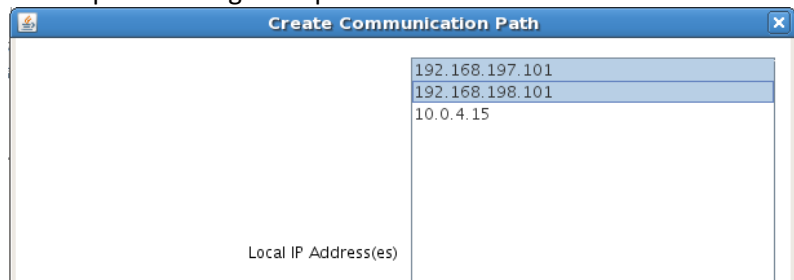 Create Communication Path
192.168.197.101
192.168.198.101
10.0.4.15
Local IP Address(es)